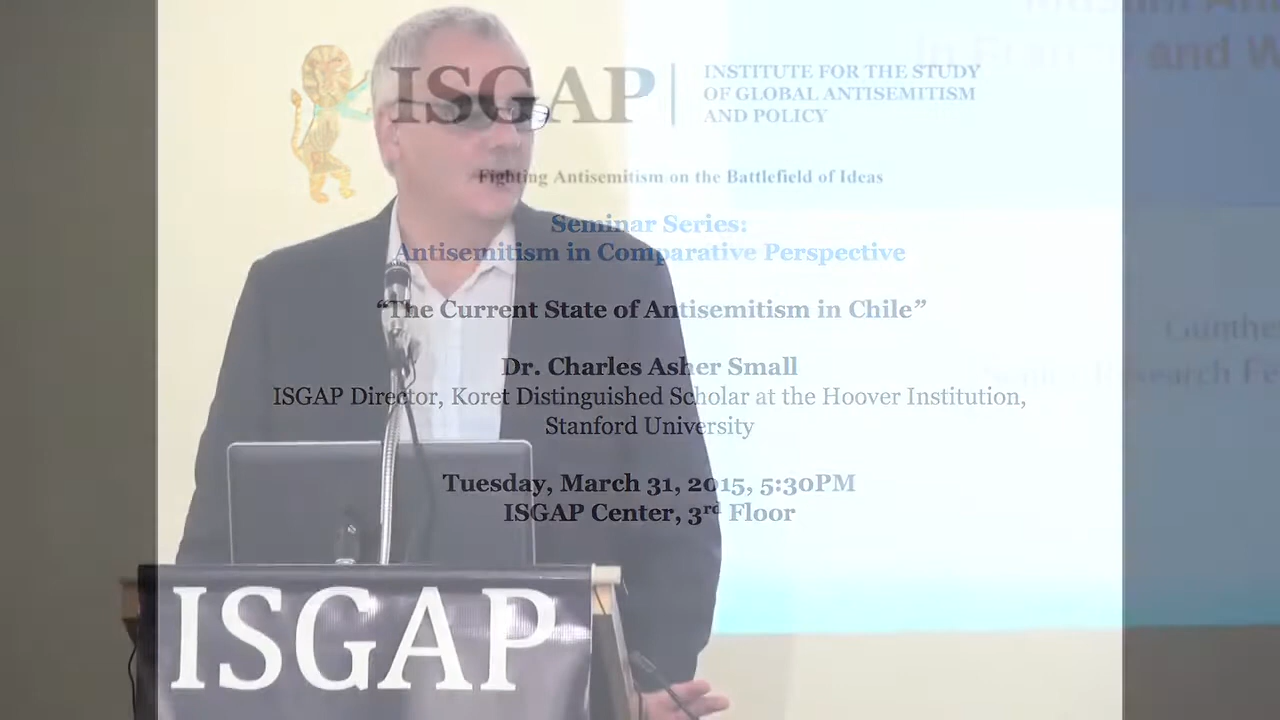 ISGAP
INSTITUTE FOR THE STUDY
OF GLOBAL ANTISEMITISM
AND POLICY
Fighting Antisemitism on the Battlefield of Ideas
Seminar Series:
Antisemitism in Comparative Perspective
“The Current State of Antisemitism in Chile”
Dr. Charles Asher Small
ISGAP Director, Koret Distinguished Scholar at the Hoover Institution,
Stanford University
Tuesday, March 31, 2015, 5:30PM
ISGAP Center, 3rd Floor
and W
Gunthe
ISGAP